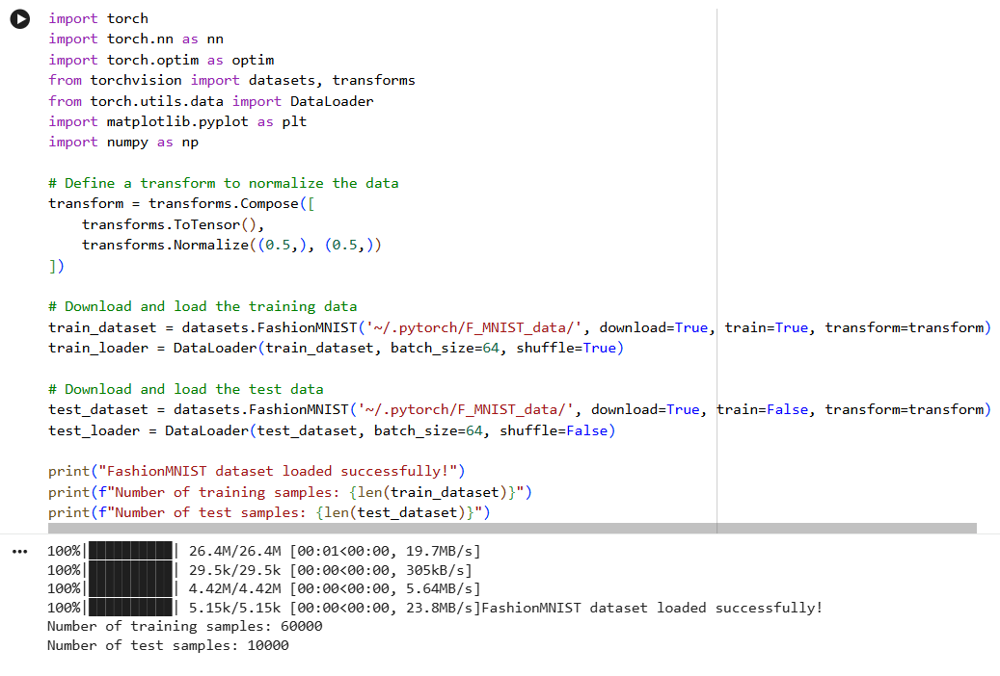 import torch
import torch.nn as nn
import torch.optim as optim
from torchvision import datasets, transforms
from torch.utils.data import DataLoader
import matplotlib.pyplot as plt
import numpy as np

# Define a transform to normalize the data
transform = transforms.Compose([
    transforms.ToTensor(),
    transforms.Normalize((0.5,), (0.5,))
])

# Download and load the training data
train_dataset = datasets.FashionMNIST('~/.pytorch/F_MNIST_data/', download=True, train=True, transform=transform)
train_loader = DataLoader(train_dataset, batch_size=64, shuffle=True)

# Download and load the test data
test_dataset = datasets.FashionMNIST('~/.pytorch/F_MNIST_data/', download=True, train=False, transform=transform)
test_loader = DataLoader(test_dataset, batch_size=64, shuffle=False)

print("FashionMNIST dataset loaded successfully!")
print(f"Number of training samples: {len(train_dataset)}")
print(f"Number of test samples: {len(test_dataset)}")
100%|██████████| 26.4M/26.4M [00:01<00:00, 19.7MB/s]
100%|██████████| 29.5k/29.5k [00:00<00:00, 305kB/s]
100%|██████████| 4.42M/4.42M [00:00<00:00, 5.64MB/s]
100%|██████████| 5.15k/5.15k [00:00<00:00, 23.8MB/s]FashionMNIST dataset loaded successfully!
Number of training samples: 60000
Number of test samples: 10000